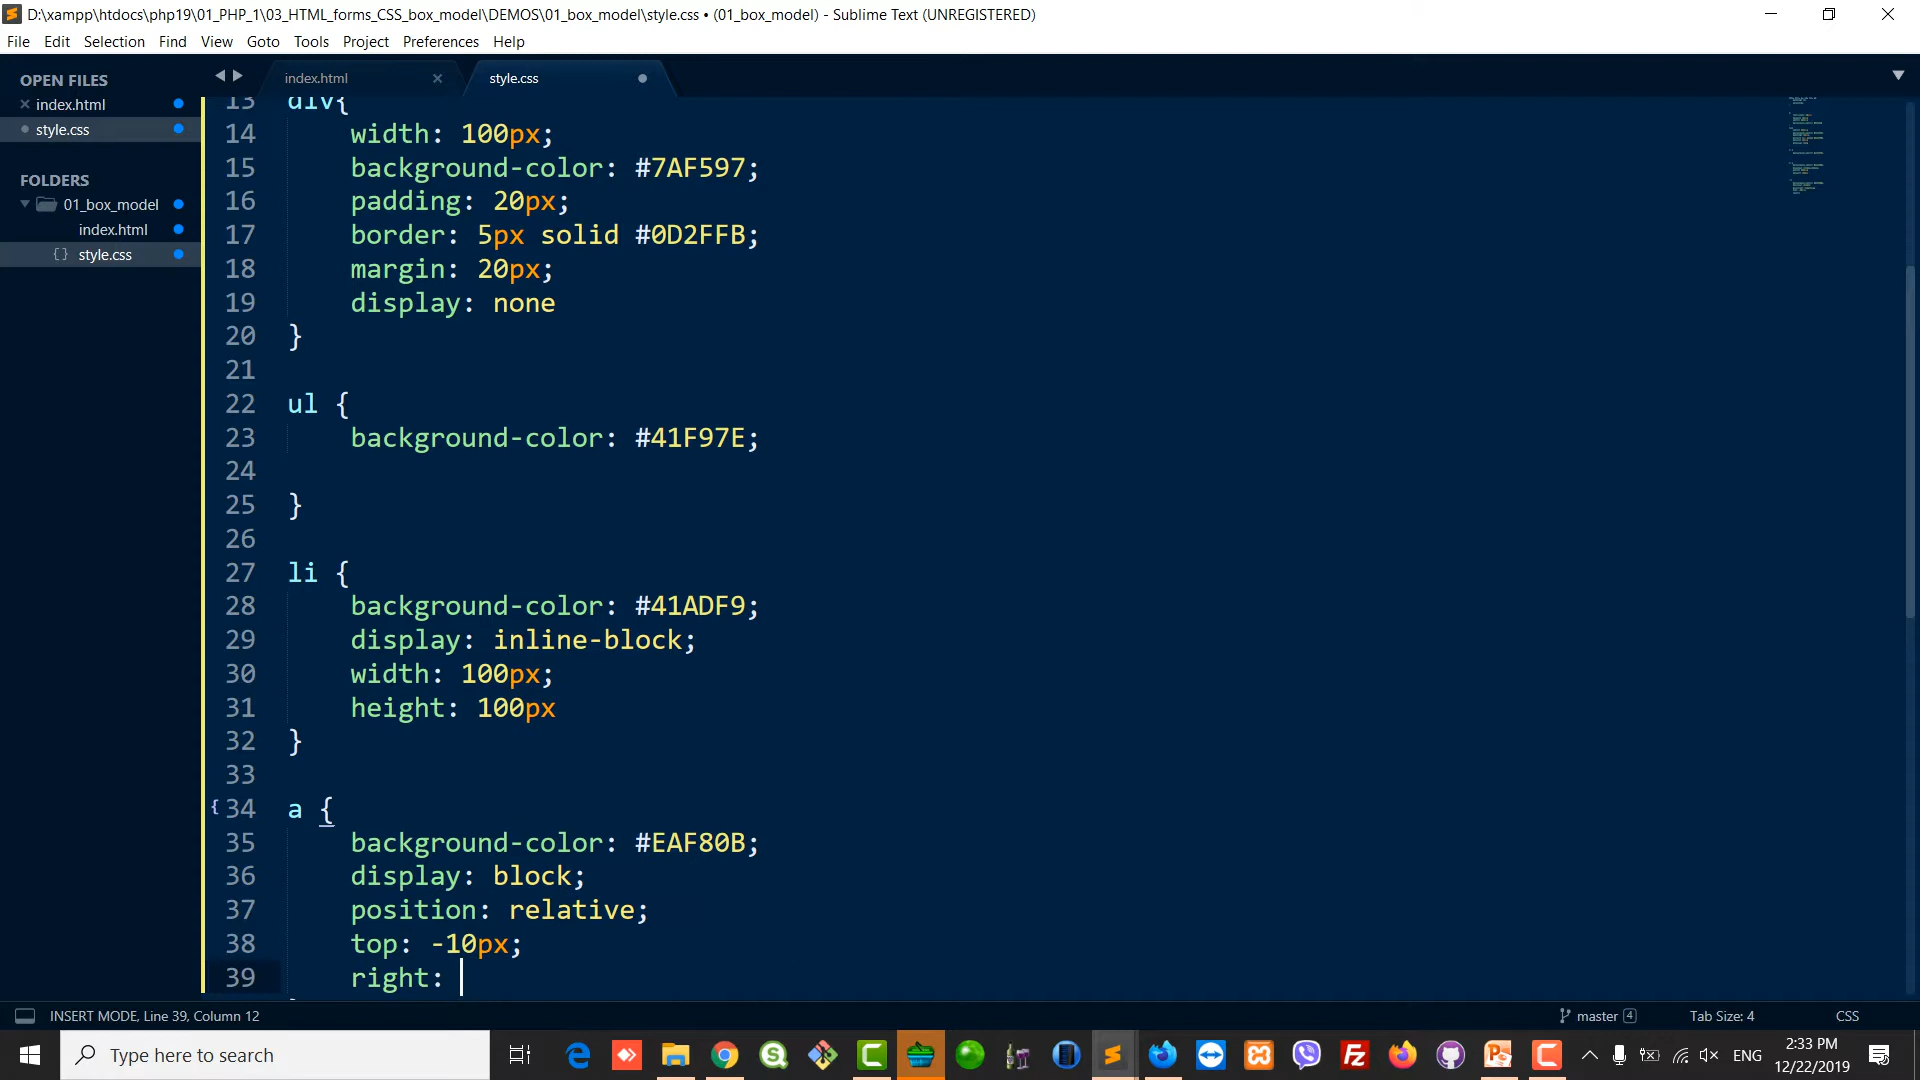 D:\xampp\htdocs\php19\01_PHP_1\03_HTML_forms_CSS_box_model\DEMOS\01_box_model\style.css • (01_box_model) - Sublime Text (UNREGISTERED)
File Edit Selection Find View Goto Tools Project Preferences Help
OPEN FILES
index.html
style.css
FOLDERS
01_box_model
index.html
{} style.css
index.html
style.css
13 div{
14 width: 100px;
15 background-color: #7AF597;
16 padding: 20px;
17 border: 5px solid #0D2FFB;
18 margin: 20px;
19 display: none
20 }
21
22 ul {
23 background-color: #41F97E;
24
25 }
26
27 li {
28 background-color: #41ADF9;
29 display: inline-block;
30 width: 100px;
31 height: 100px
32 }
33
34 a {
35 background-color: #EAF80B;
36 display: block;
37 position: relative;
38 top: -10px;
39 right:
INSERT MODE, Line 39, Column 12
master 4
Tab Size: 4
CSS
Type here to search
ENG
2:33 PM
12/22/2019